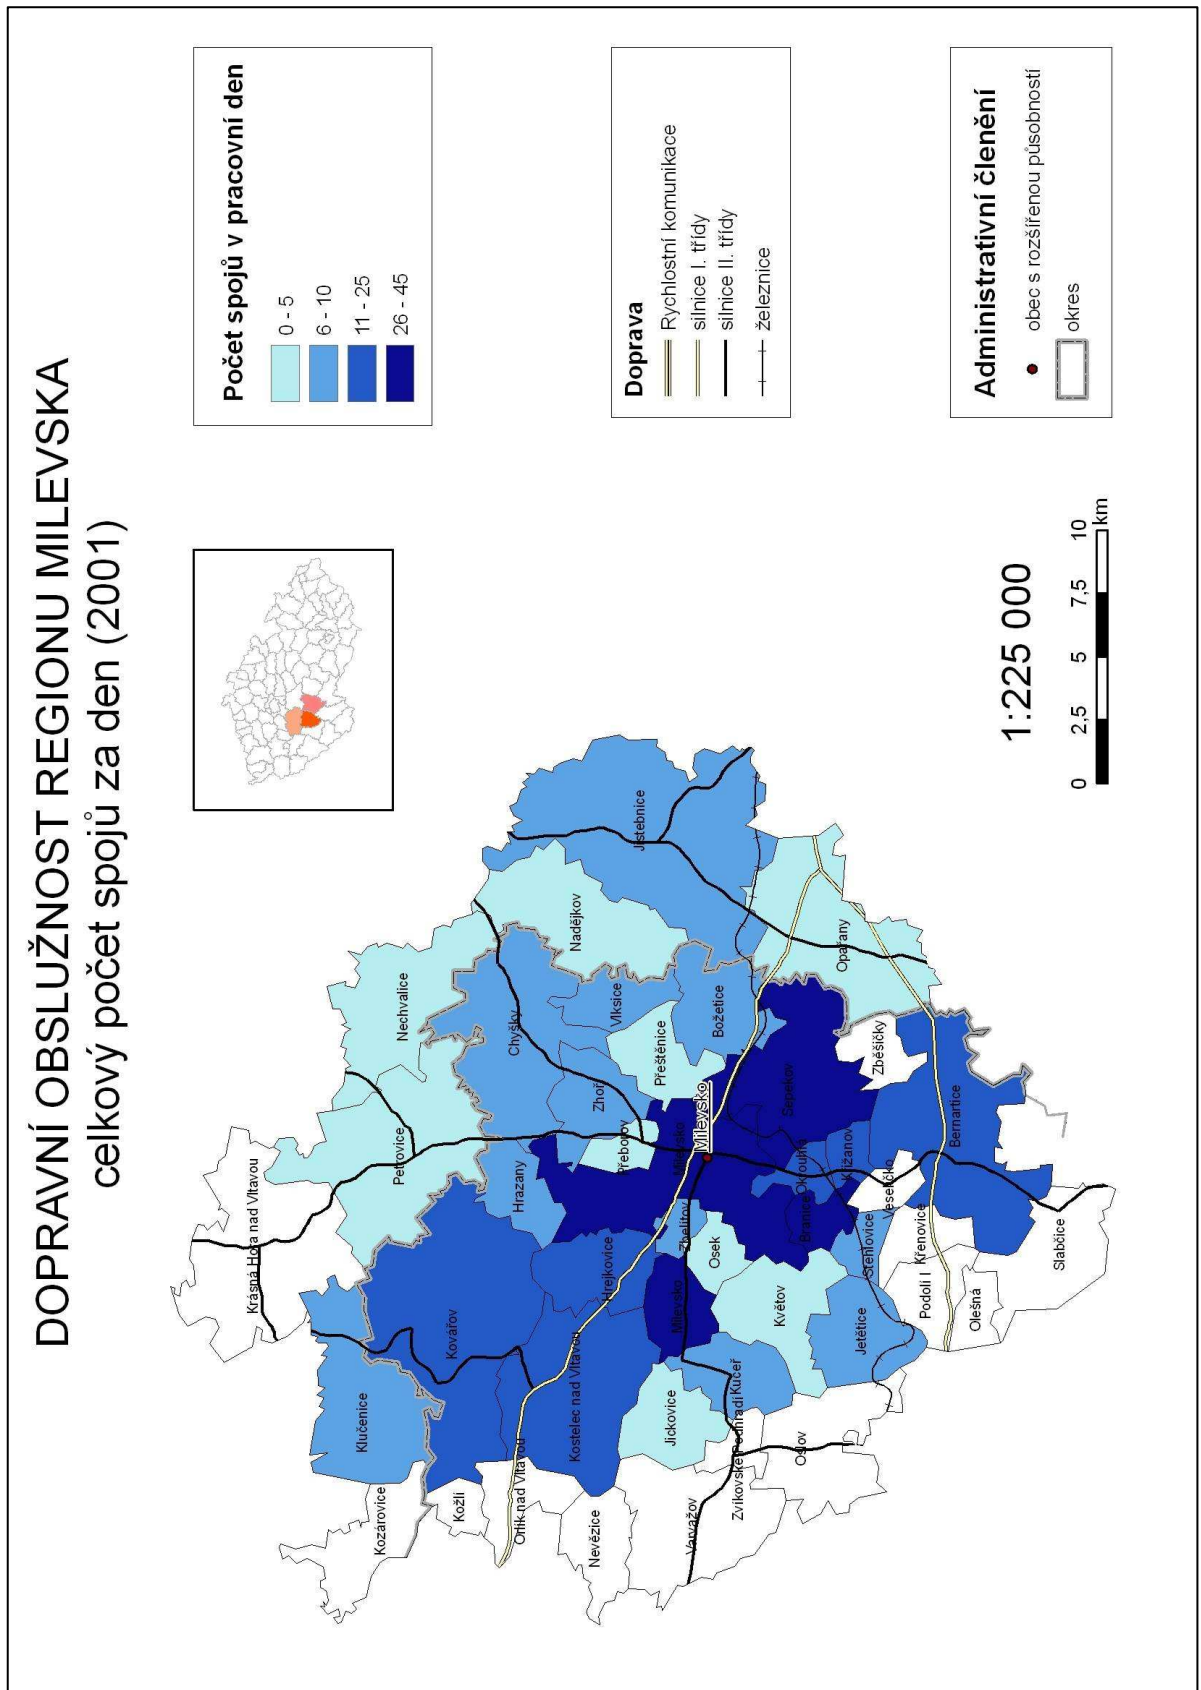 DOPRAVNÍ OBSLUŽNOST REGIONU MILEVSKA
celkový počet spojů za den (2001)
Počet spojů v pracovní den
0 - 5
6 - 10
11 - 25
26 - 45
Doprava
Rychlostní komunikace
silnice I. třídy
silnice II. třídy
železnice
Administrativní členění
obec s rozšířenou působností
okres
1:225 000
0 2,5 5 7,5 10
km
Krásná Hora nad Vltavou
Petrovice
Nechvalice
Klučenice
Kozárovice
Kovářov
Hrazany
Chyšky
Nadějkov
Jistebnice
Kožlí
Orlík nad Vltavou
Kostelec nad Vltavou
Hrejkovice
Přeborov
Zhoř
Vlksice
Přeštěnice
Božetice
Nevězice
Jickovice
Milevsko
Zbelítov
Milevsko
Milevsko
Osek
Varvažov
Zvíkovské Podhradí
Kučeř
Květov
Branice
Okrouhlá
Sepekov
Opařany
Oslov
Jetětice
Stehlovice
Křižanov
Veselíčko
Zběšičky
Podolí I
Křenovice
Bernartice
Olešná
Slabčice